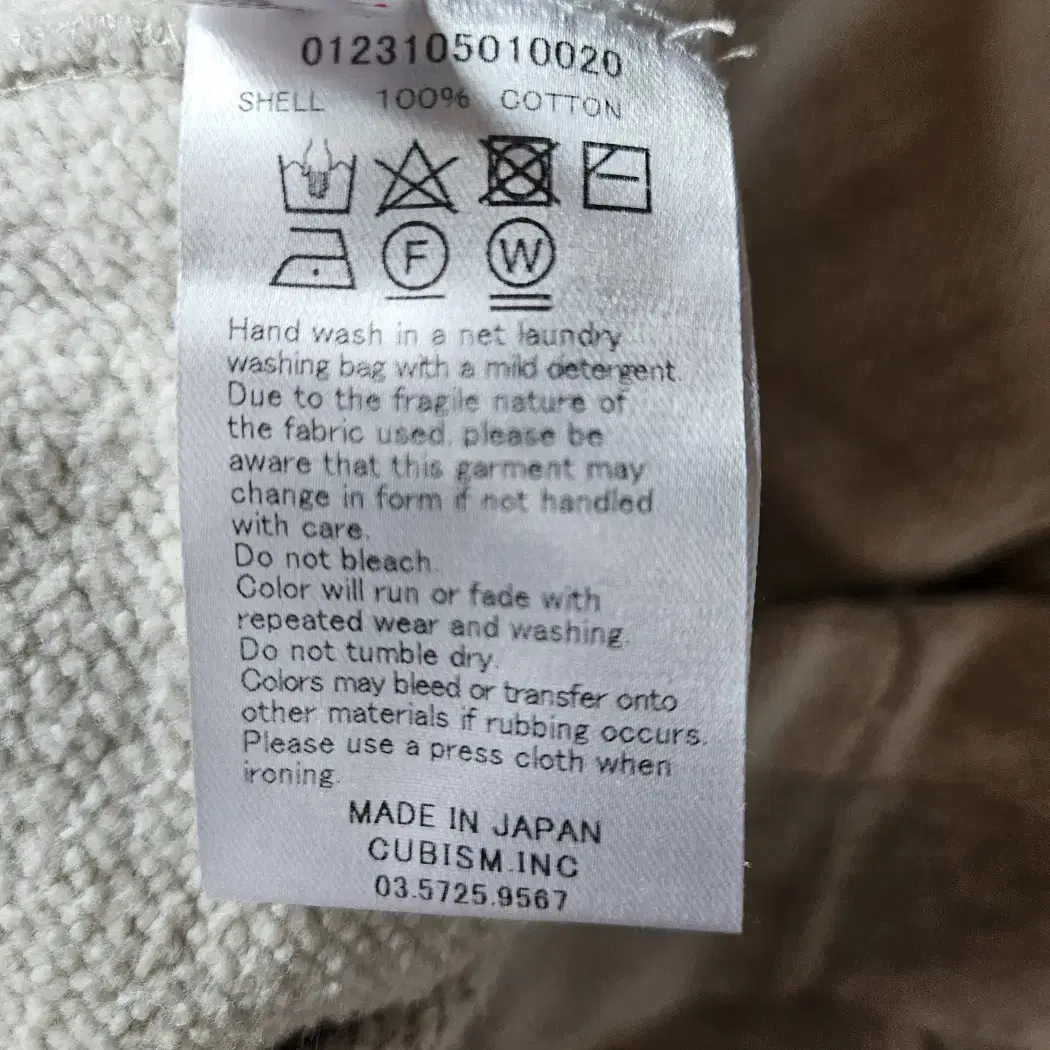 0123105010020
SHELL 100% COTTON
F W
Hand wash in a net laundry
washing bag with a mild detergent.
Due to the fragile nature of
the fabric used, please be
aware that this garment may
change in form if not handled
with care.
Do not bleach.
Color will run or fade with
repeated wear and washing.
Do not tumble dry.
Colors may bleed or transfer onto
other materials if rubbing occurs.
Please use a press cloth when
ironing.
MADE IN JAPAN
CUBISM.INC
03.5725.9567